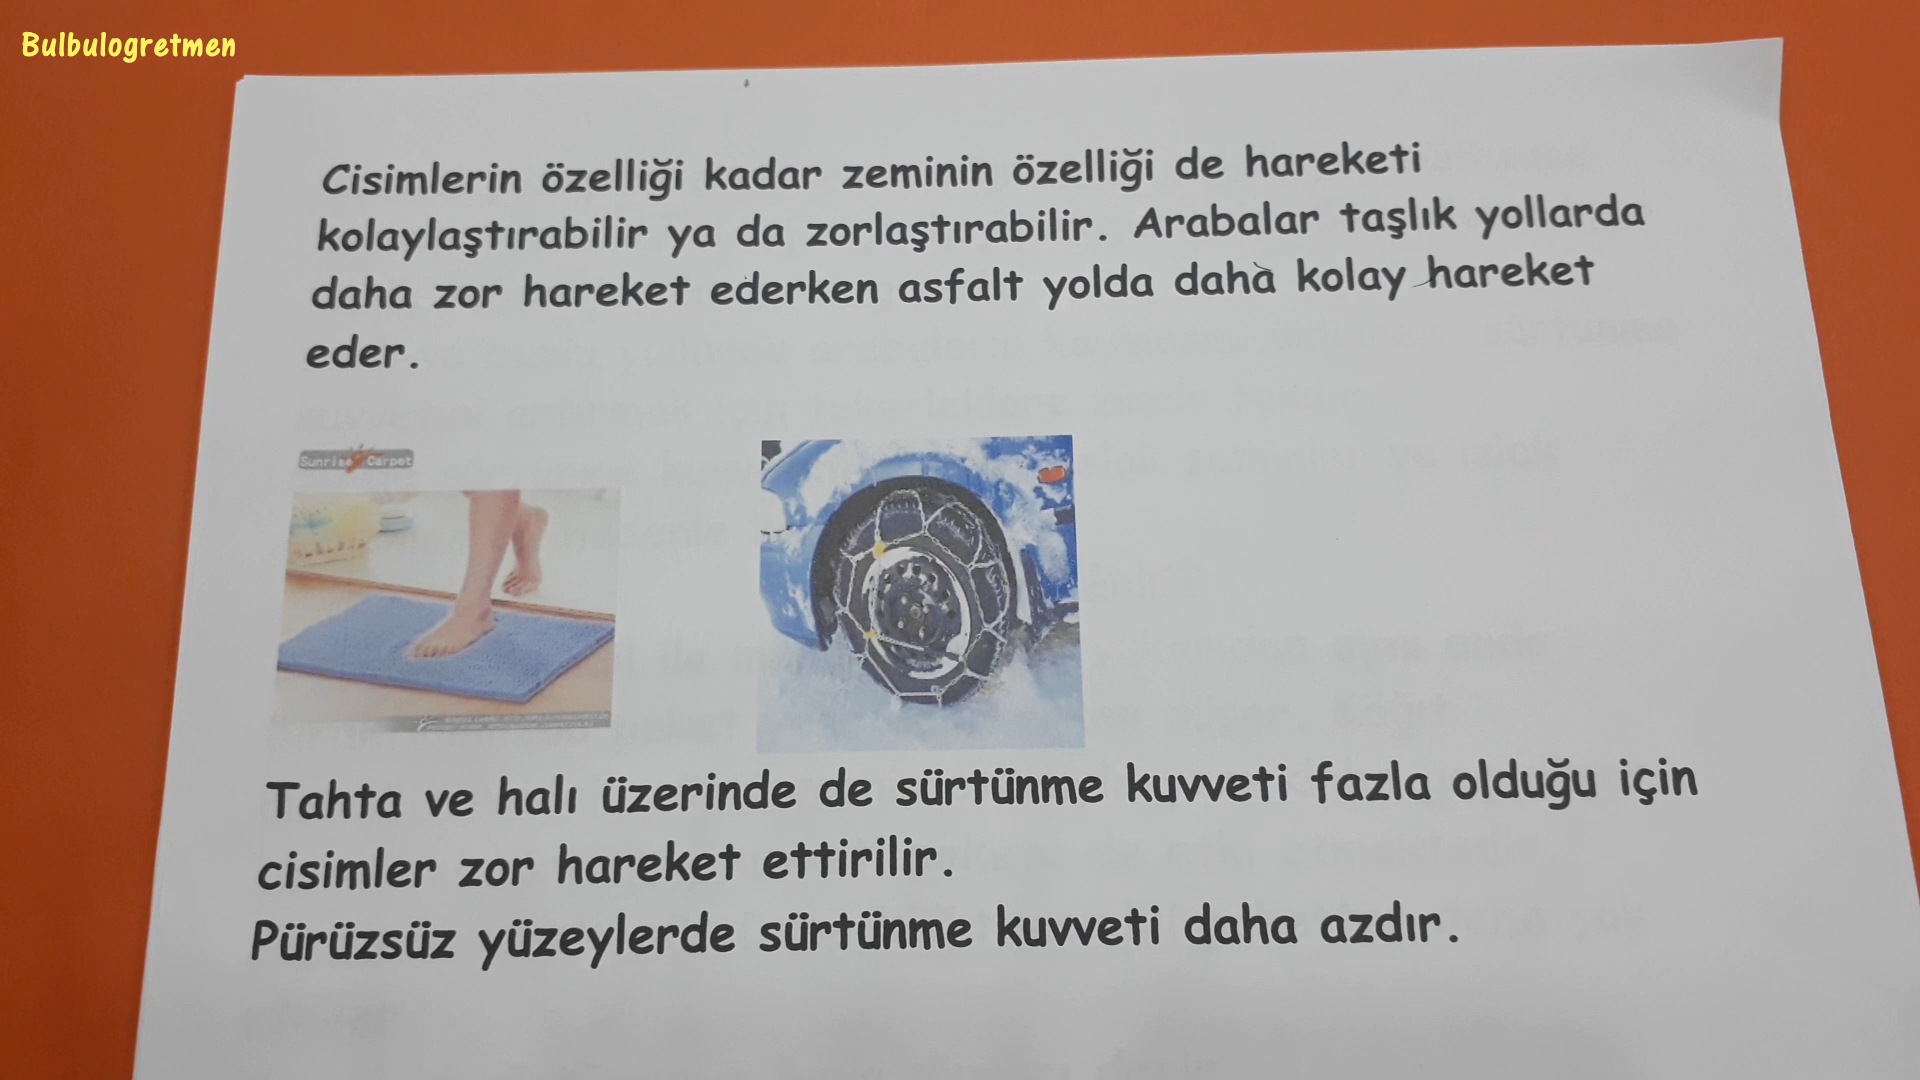 Bulbulogretmen
Cisimlerin özelliği kadar zeminin özelliği de hareketi
kolaylaştırabilir ya da zorlaştırabilir. Arabalar taşlık yollarda
daha zor hareket ederken asfalt yolda daha kolay hareket
eder.
Sunrise Carpet
Tahta ve halı üzerinde de sürtünme kuvveti fazla olduğu için
cisimler zor hareket ettirilir.
Pürüzsüz yüzeylerde sürtünme kuvveti daha azdır.